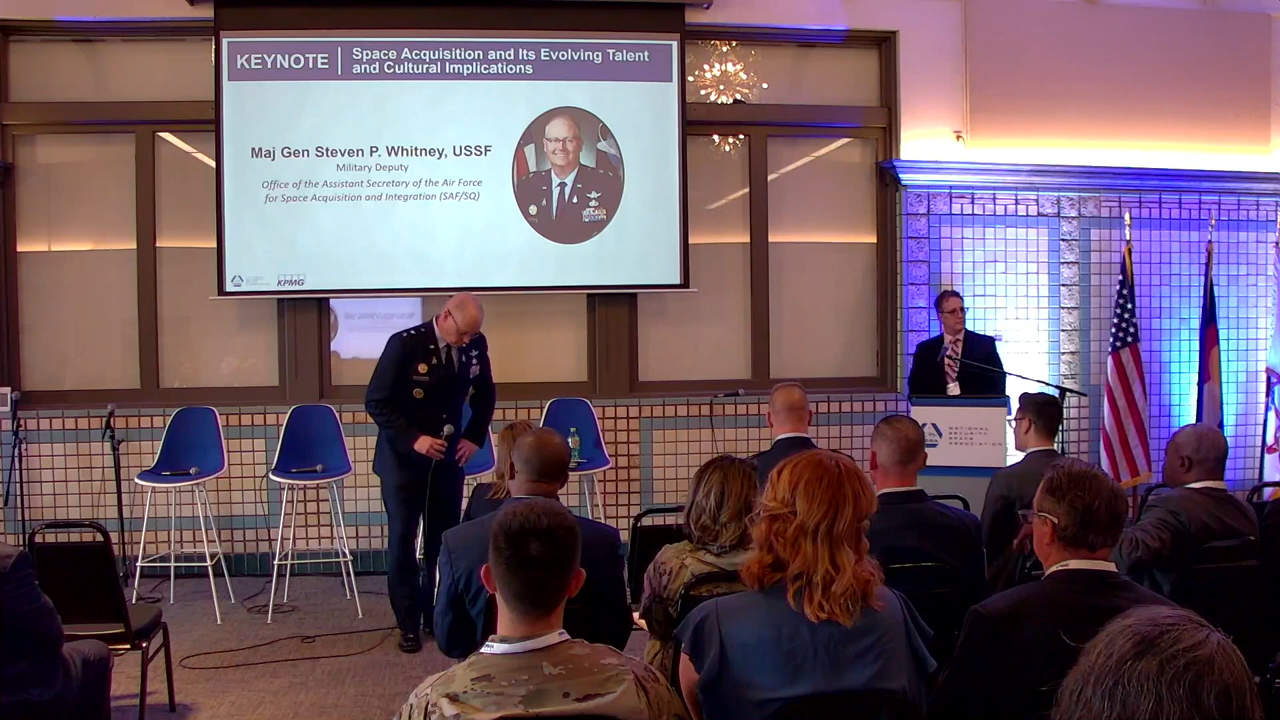 KEYNOTE
Space Acquisition and Its Evolving Talent
and Cultural Implications
Maj Gen Steven P. Whitney, USSF
Military Deputy
Office of the Assistant Secretary of the Air Force
for Space Acquisition and Integration (SAF/SQ)
KPMG
NATIONAL
SECURITY
SPACE
ASSOCIATION